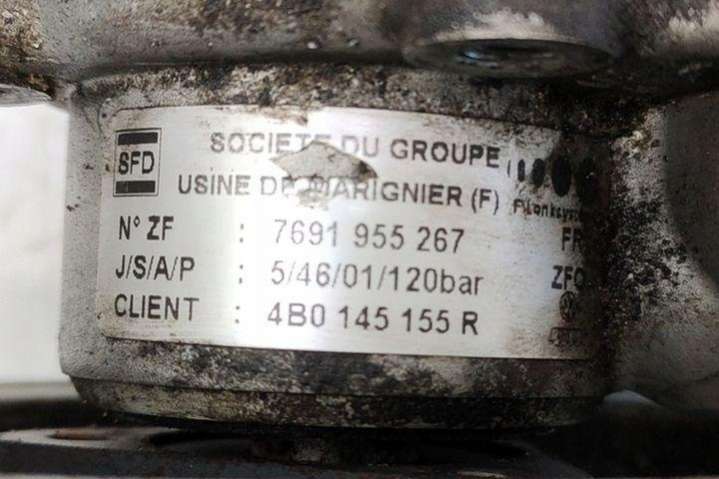 SFD
SOCIETE DU GROUPE
USINE DE MARIGNIER (F)
N° ZF : 7691 955 267
J/S/A/P : 5/46/01/120bar
CLIENT : 4B0 145 155 R